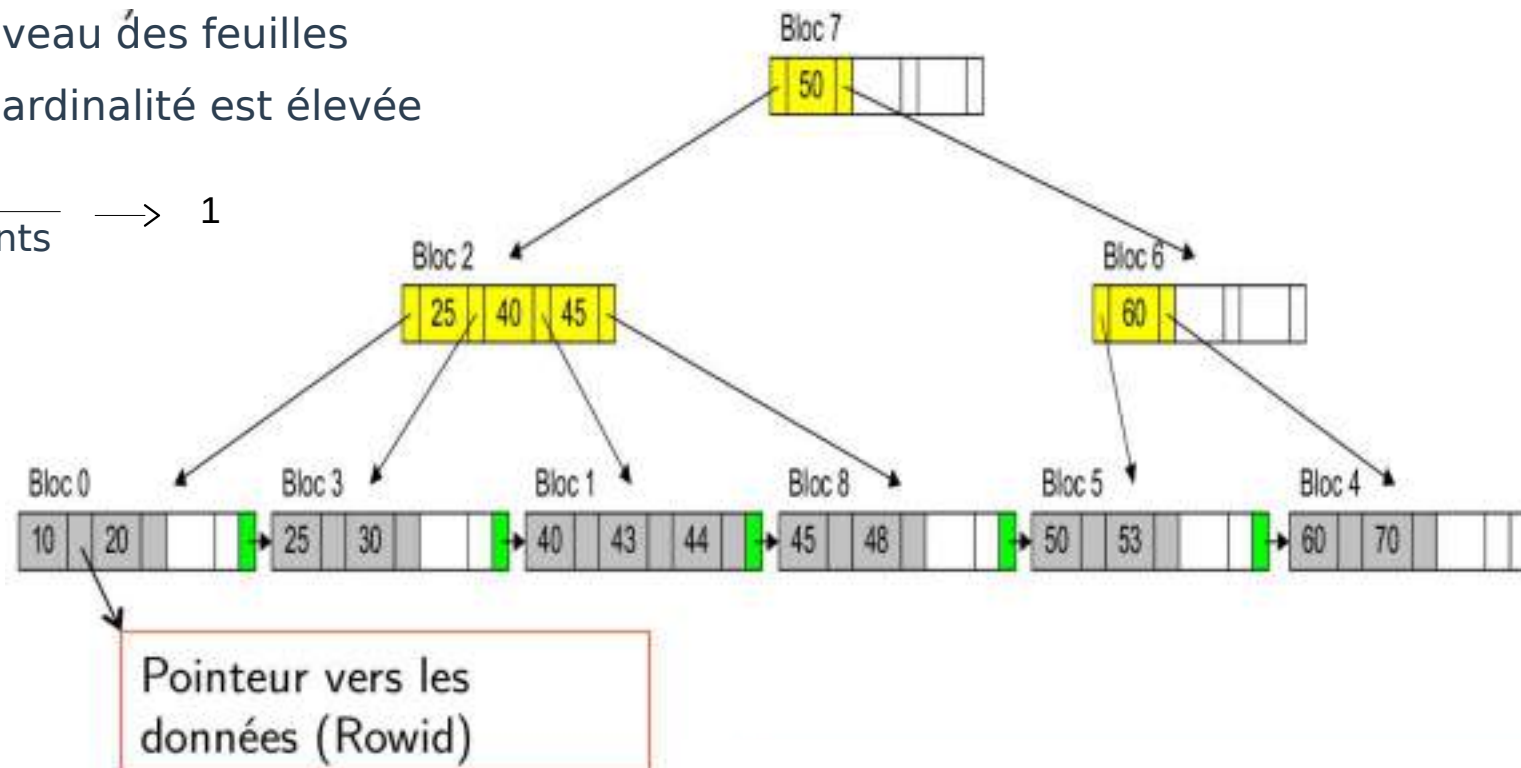 veau des feuilles
ardinalité est élevée
nts
1
Bloc 7
50
Bloc 2
25 40 45
Bloc 6
60
Bloc 0
10 20
Bloc 3
25 30
Bloc 1
40 43 44
Bloc 8
45 48
Bloc 5
50 53
Bloc 4
60 70
Pointeur vers les
données (Rowid)